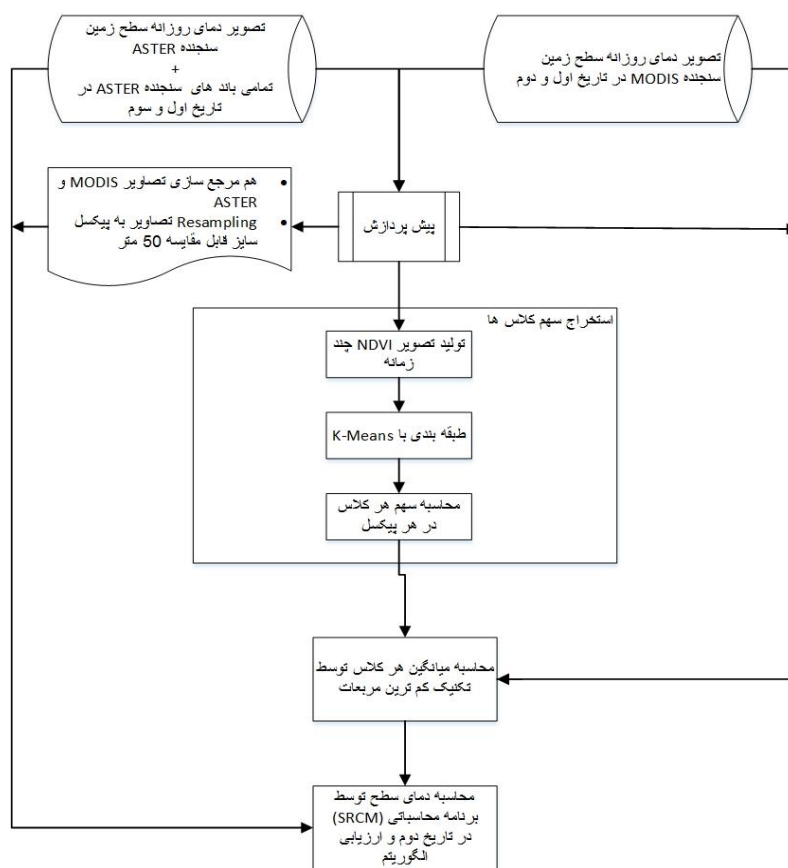 تصویر دمای روزانه سطح زمین
سنجنده ASTER
+
تمامی باند های سنجنده ASTER در
تاریخ اول و سوم
تصویر دمای روزانه سطح زمین
سنجنده MODIS در تاریخ اول و دوم
هم مرجع سازی تصاویر MODIS و
ASTER
Resampling تصاویر به پیکسل
سایز قابل مقایسه 50 متر
پیش پردازش
استخراج سهم کلاس ها
تولید تصویر NDVI چند
زمانه
طبقه بندی با K-Means
محاسبه سهم هر کلاس
در هر پیکسل
محاسبه میانگین هر کلاس توسط
تکنیک کم ترین مربعات
محاسبه دمای سطح توسط
برنامه محاسباتی (SRCM)
در تاریخ دوم و ارزیابی
الگوریتم